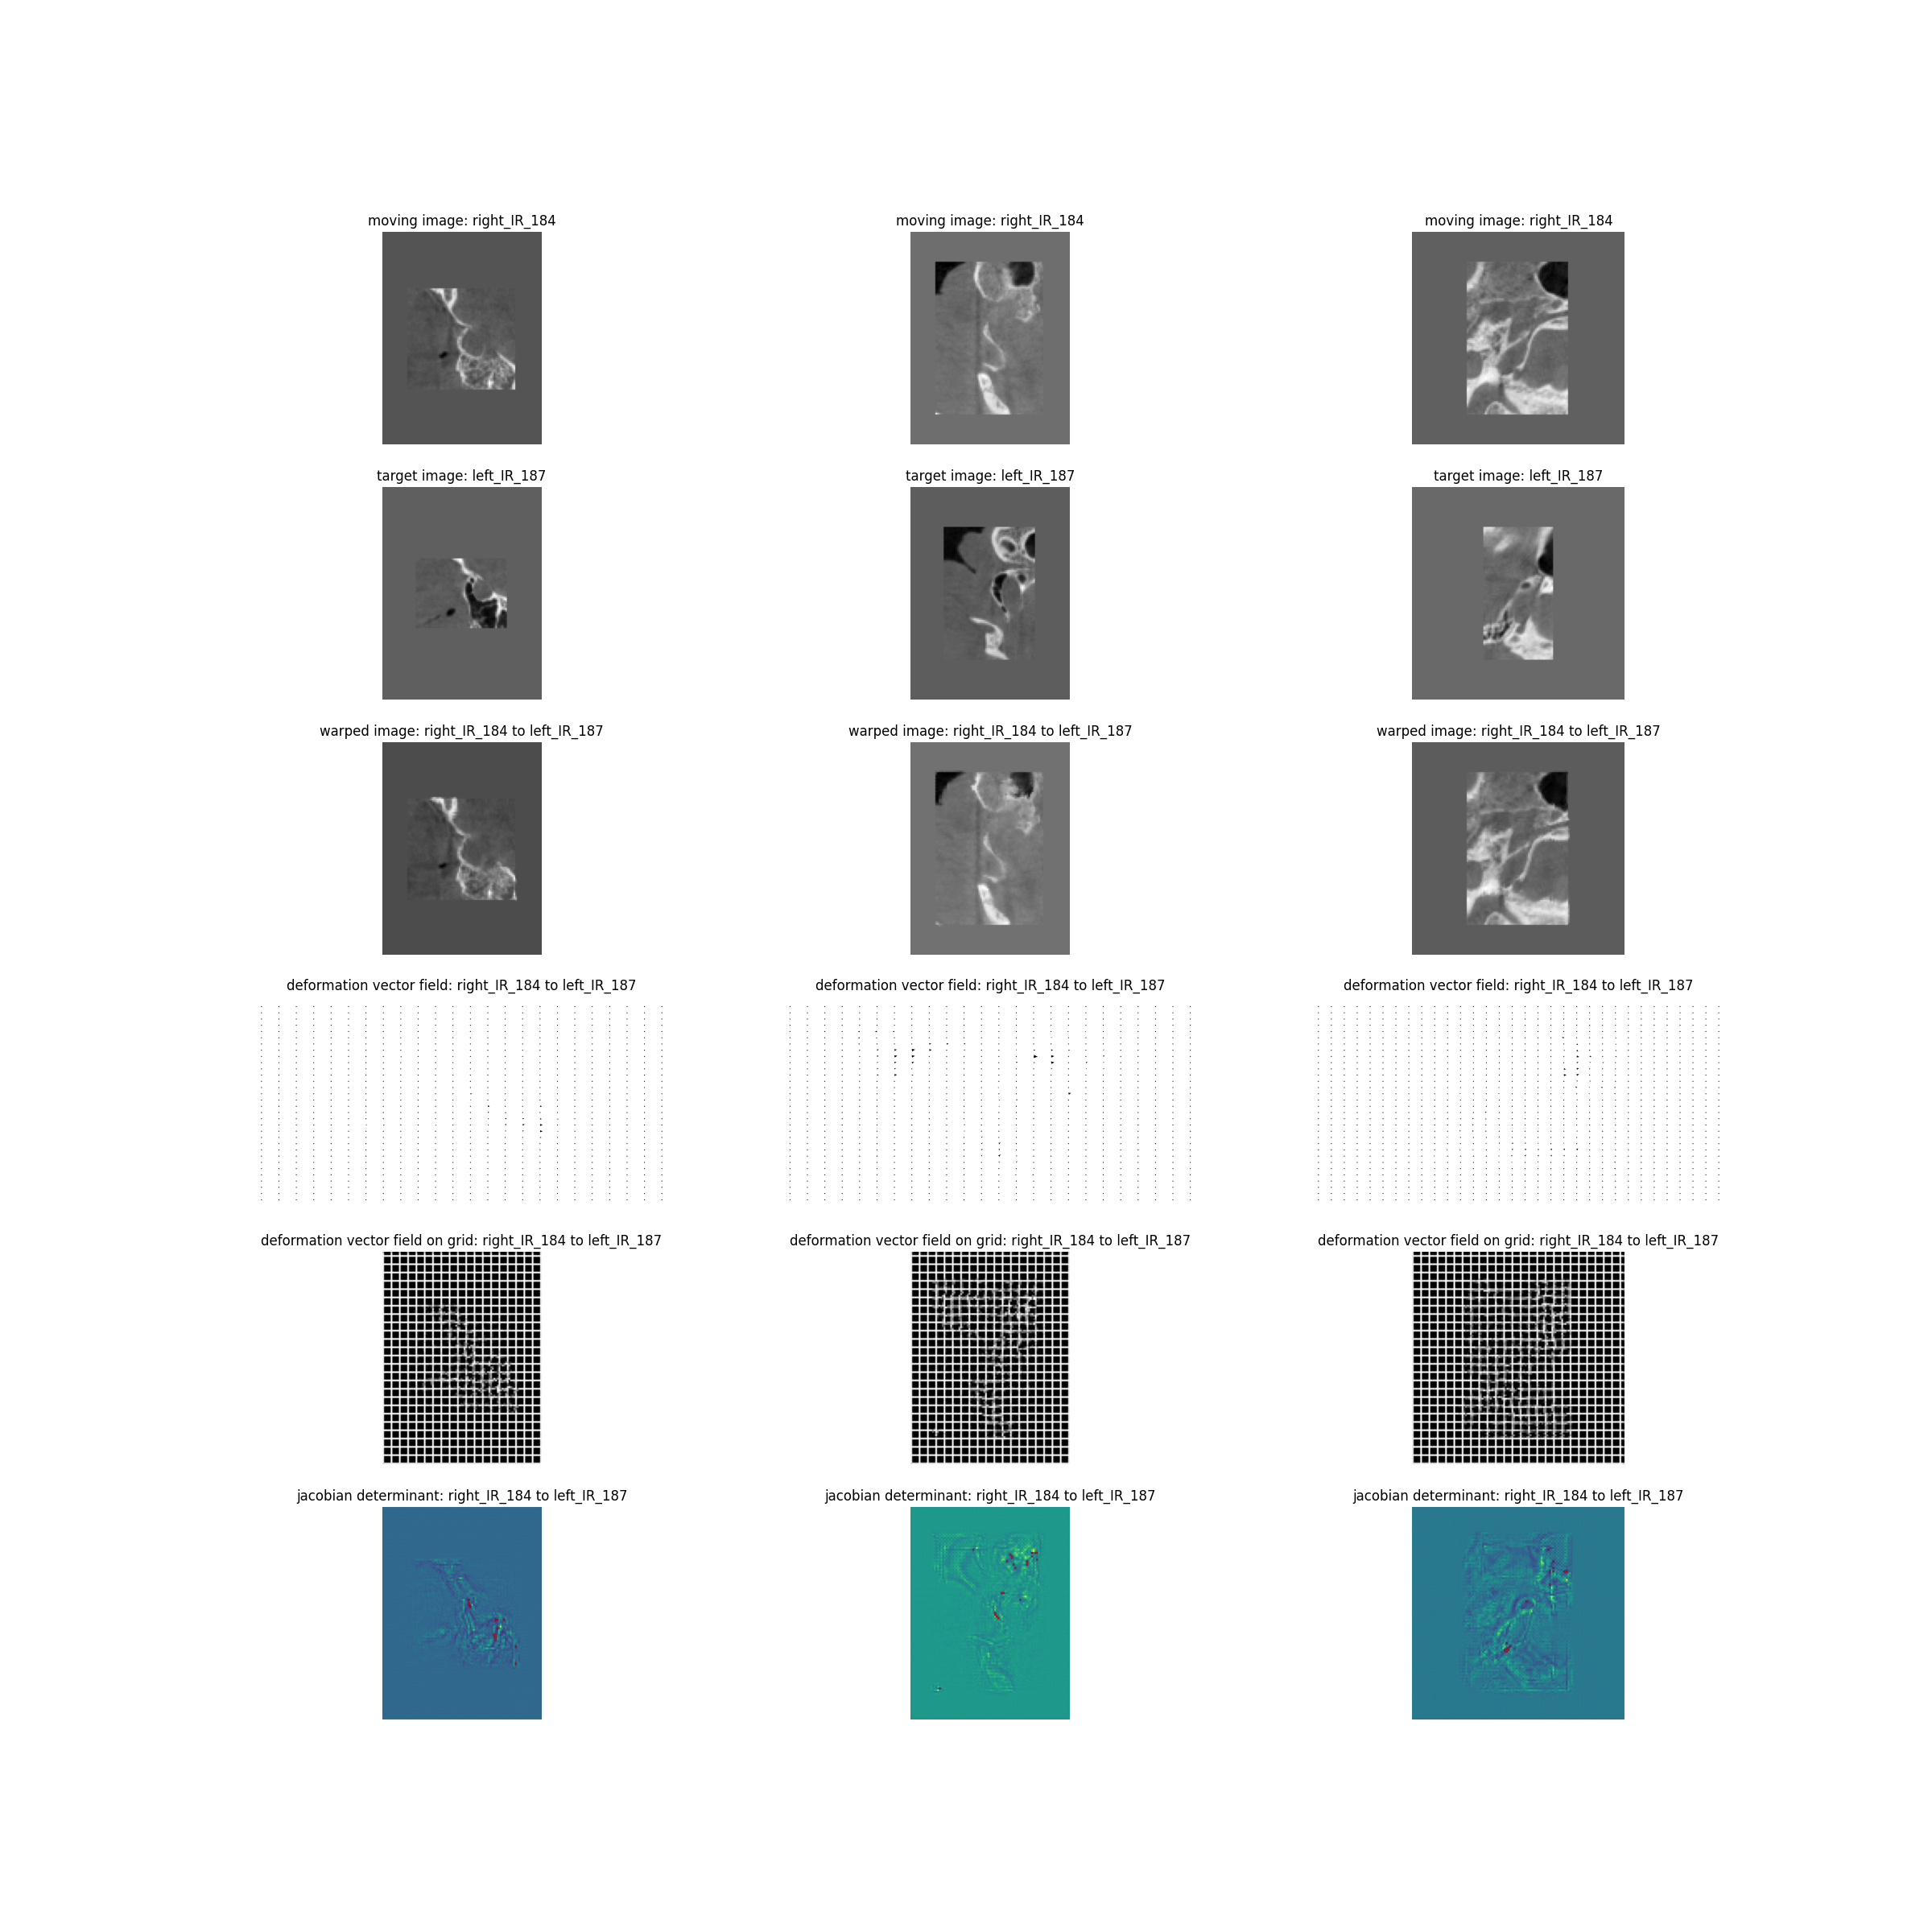 moving image: right_IR_184
moving image: right_IR_184
moving image: right_IR_184
target image: left_IR_187
target image: left_IR_187
target image: left_IR_187
warped image: right_IR_184 to left_IR_187
warped image: right_IR_184 to left_IR_187
warped image: right_IR_184 to left_IR_187
deformation vector field: right_IR_184 to left_IR_187
deformation vector field: right_IR_184 to left_IR_187
deformation vector field: right_IR_184 to left_IR_187
deformation vector field on grid: right_IR_184 to left_IR_187
deformation vector field on grid: right_IR_184 to left_IR_187
deformation vector field on grid: right_IR_184 to left_IR_187
jacobian determinant: right_IR_184 to left_IR_187
jacobian determinant: right_IR_184 to left_IR_187
jacobian determinant: right_IR_184 to left_IR_187